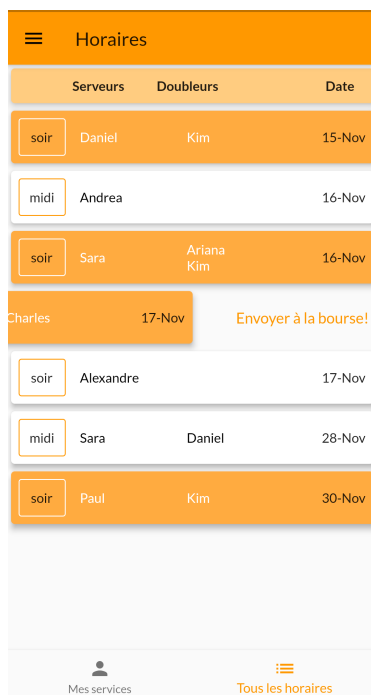 Horaires
Serveurs Doubleurs Date
soir Daniel Kim 15-Nov
midi Andrea 16-Nov
soir Sara Ariana 16-Nov
Kim
Charles 17-Nov Envoyer à la bourse!
soir Alexandre 17-Nov
midi Sara Daniel 28-Nov
soir Paul Kim 30-Nov
Mes services Tous les horaires